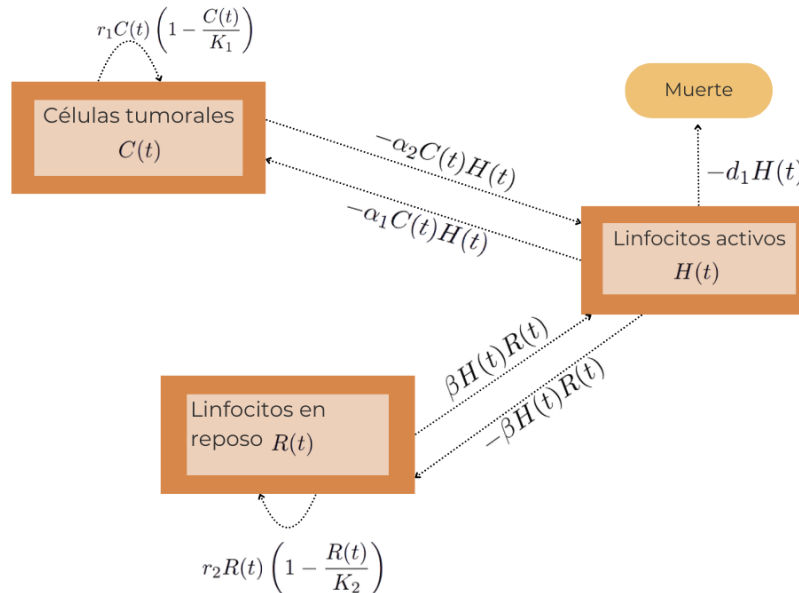 r₁C(t)(1 − C(t)/K₁)
Células tumorales
C(t)
Muerte
−α₂C(t)H(t)
−α₁C(t)H(t)
−d₁H(t)
Linfocitos activos
H(t)
βH(t)R(t)
−βH(t)R(t)
Linfocitos en
reposo R(t)
r₂R(t)(1 − R(t)/K₂)